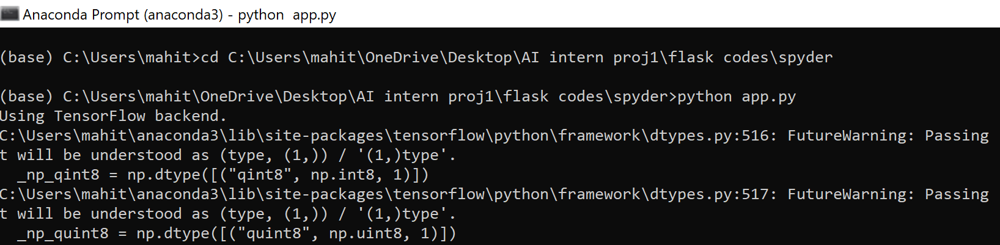 Anaconda Prompt (anaconda3) - python  app.py
(base) C:\Users\mahit>cd C:\Users\mahit\OneDrive\Desktop\AI intern proj1\flask codes\spyder
(base) C:\Users\mahit\OneDrive\Desktop\AI intern proj1\flask codes\spyder>python app.py
Using TensorFlow backend.
C:\Users\mahit\anaconda3\lib\site-packages\tensorflow\python\framework\dtypes.py:516: FutureWarning: Passing
t will be understood as (type, (1,)) / '(1,)type'.
  _np_qint8 = np.dtype([("qint8", np.int8, 1)])
C:\Users\mahit\anaconda3\lib\site-packages\tensorflow\python\framework\dtypes.py:517: FutureWarning: Passing
t will be understood as (type, (1,)) / '(1,)type'.
  _np_quint8 = np.dtype([("quint8", np.uint8, 1)])